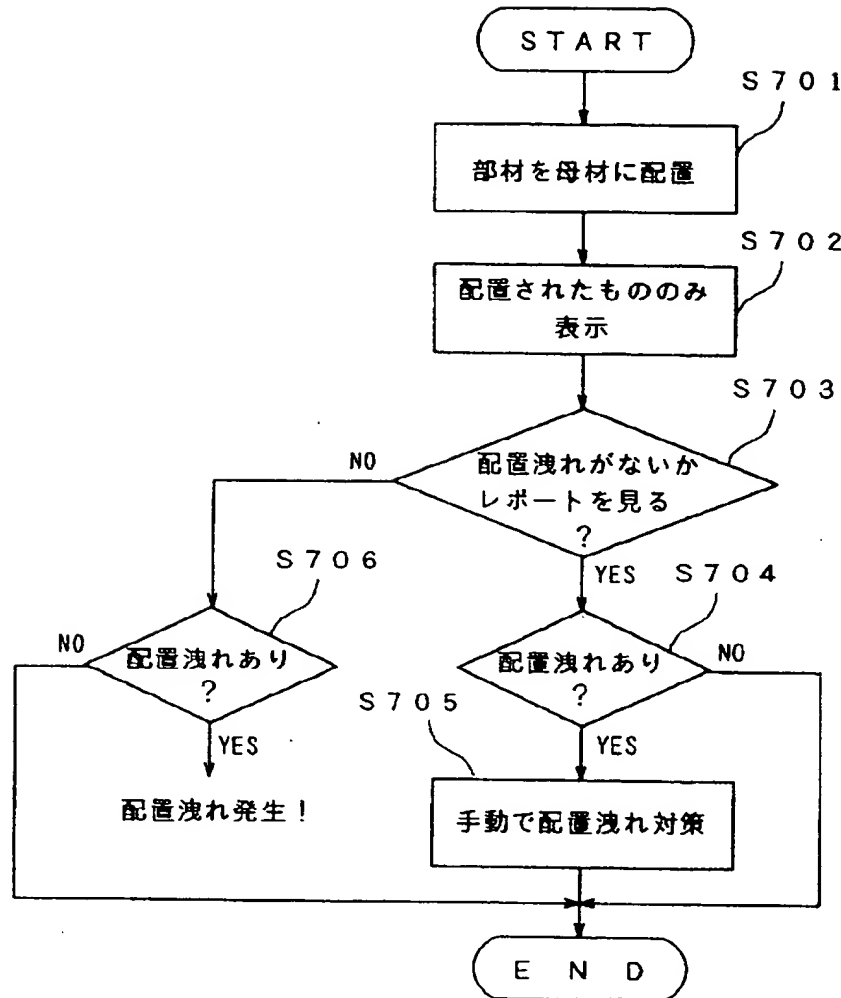 ＳＴＡＲＴ
Ｓ７０１
部材を母材に配置
Ｓ７０２
配置されたもののみ
表示
Ｓ７０３
配置洩れがないか
レポートを見る
？
NO
YES
Ｓ７０６
Ｓ７０４
NO
配置洩れあり
？
配置洩れあり
？
NO
Ｓ７０５
YES
YES
配置洩れ発生！
手動で配置洩れ対策
ＥＮＤ